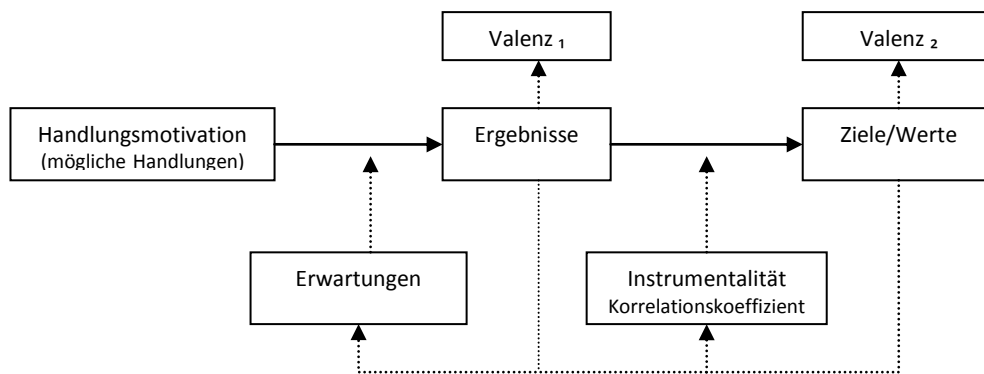 Valenz ₁
Valenz ₂
Handlungsmotivation
(mögliche Handlungen)
Ergebnisse
Ziele/Werte
Erwartungen
Instrumentalität
Korrelationskoeffizient